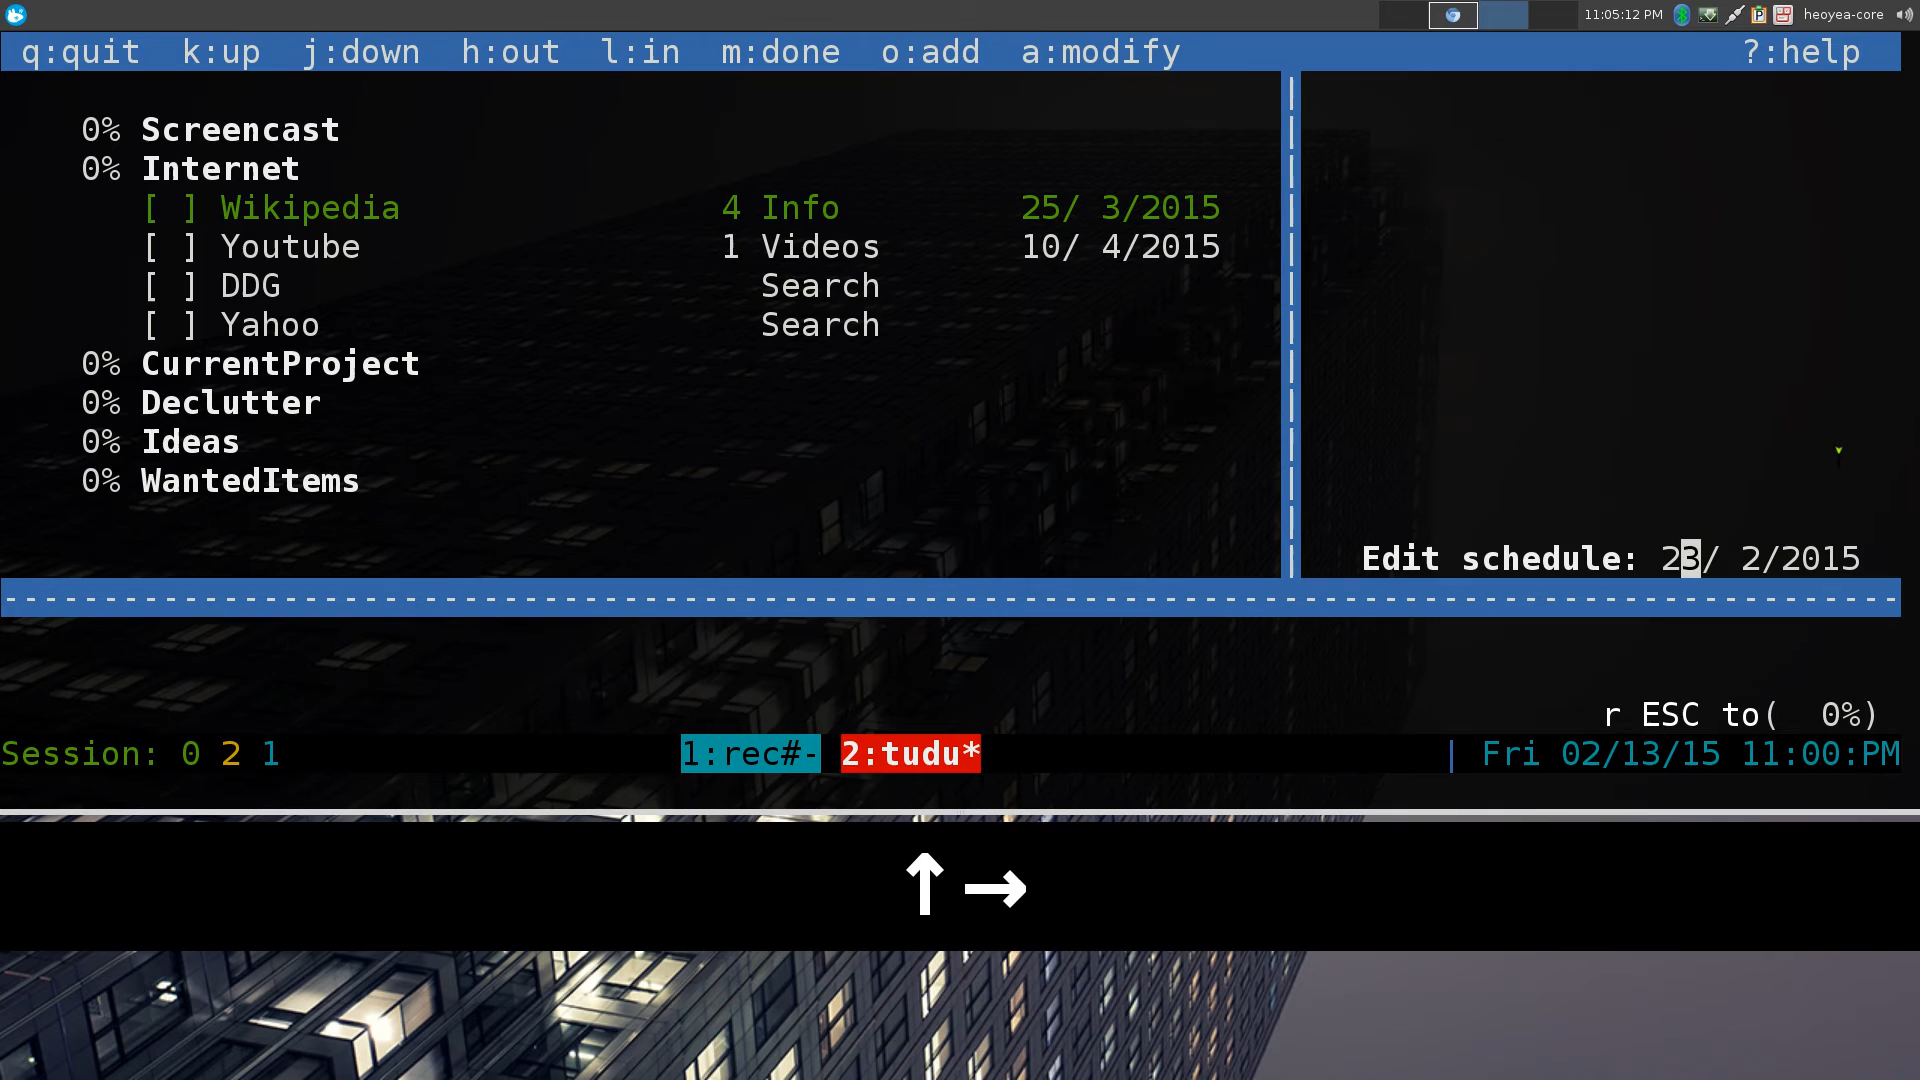 11:05:12 PM heoyea-core
q:quit k:up j:down h:out l:in m:done o:add a:modify ?:help
0% Screencast
0% Internet
[ ] Wikipedia 4 Info 25/ 3/2015
[ ] Youtube 1 Videos 10/ 4/2015
[ ] DDG Search
[ ] Yahoo Search
0% CurrentProject
0% Declutter
0% Ideas
0% WantedItems
Edit schedule: 23/ 2/2015
r ESC to( 0%)
Session: 0 2 1 1:rec#- 2:tudu* | Fri 02/13/15 11:00:PM
↑→